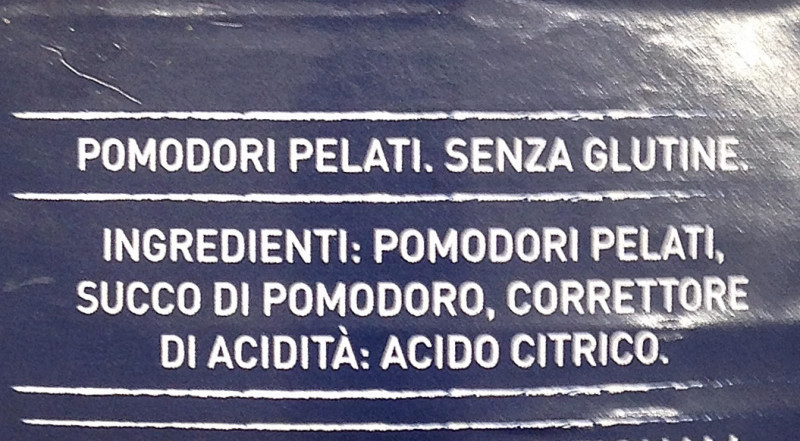 POMODORI PELATI. SENZA GLUTINE.
INGREDIENTI: POMODORI PELATI,
SUCCO DI POMODORO, CORRETTORE
DI ACIDITÀ: ACIDO CITRICO.